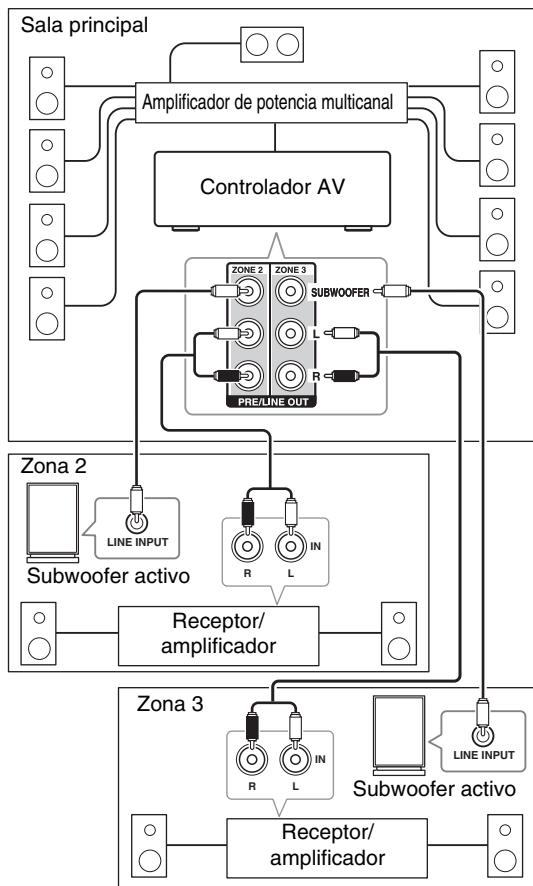 Sala principal
Amplificador de potencia multicanal
Controlador AV
ZONE 2 ZONE 3
SUBWOOFER
L
R
PRE/LINE OUT
Zona 2
LINE INPUT
Subwoofer activo
IN
R L
Receptor/
amplificador
Zona 3
IN
R L
LINE INPUT
Subwoofer activo
Receptor/
amplificador